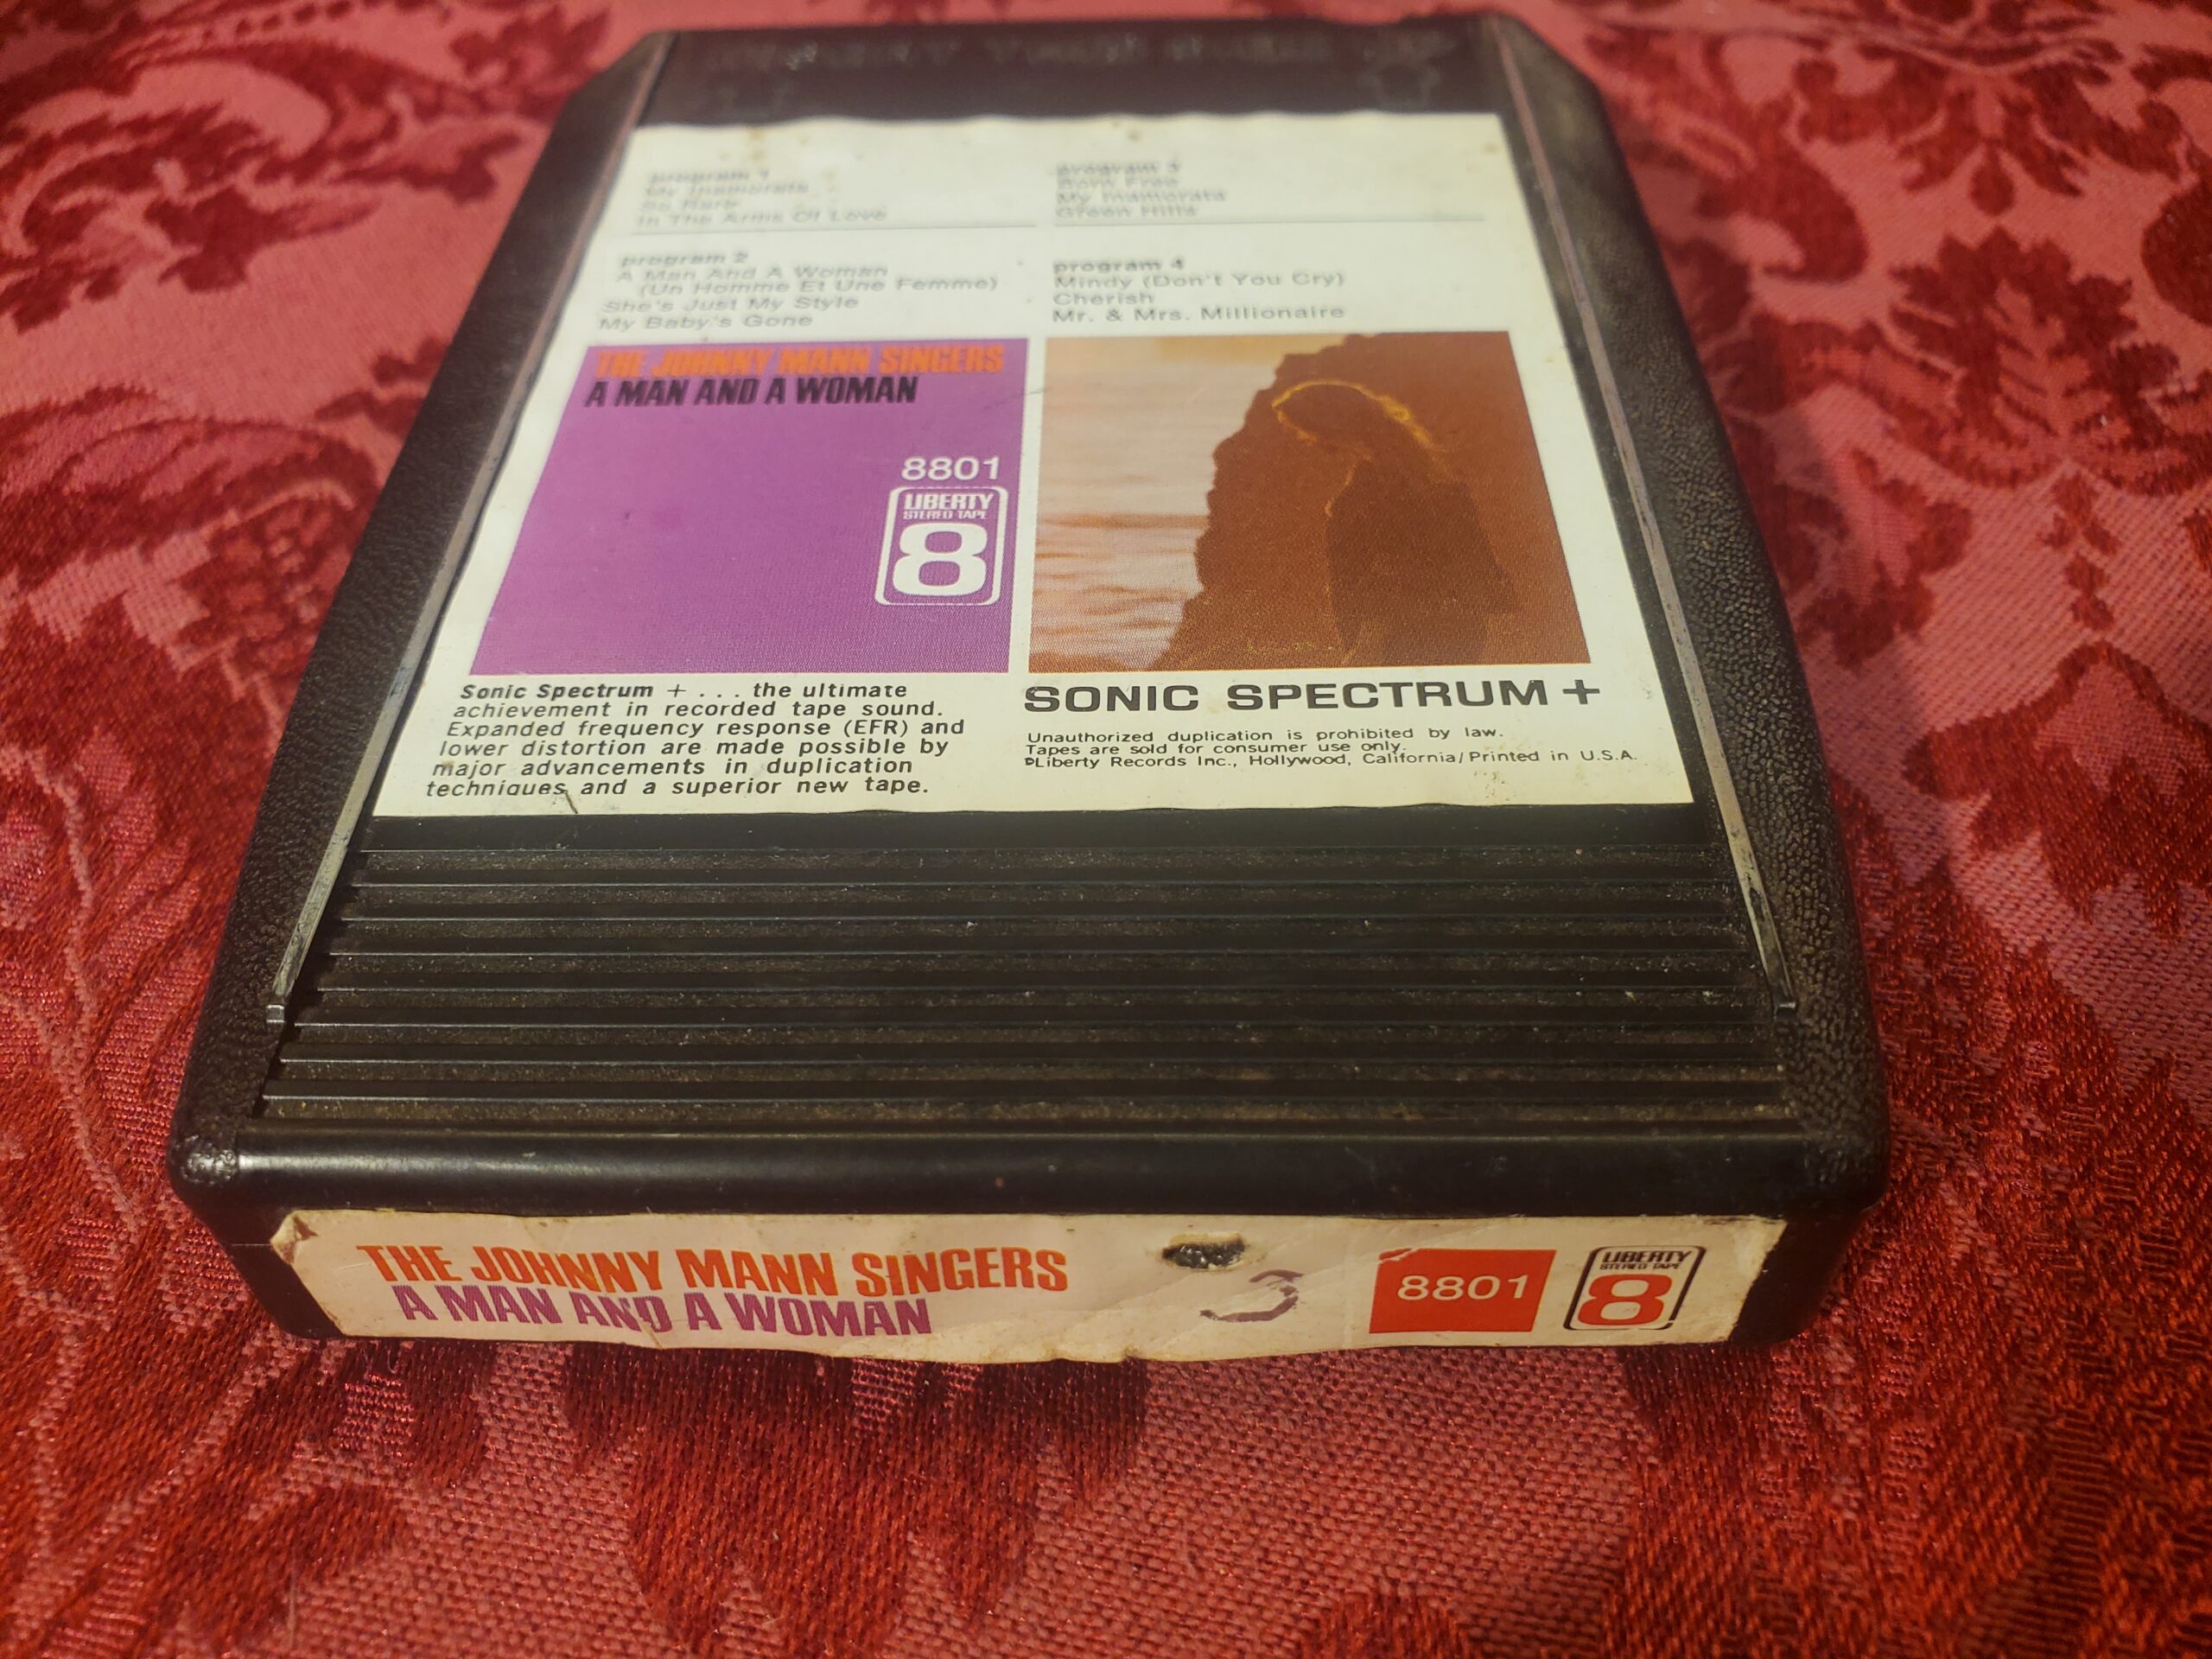 program 1
My Inamorata
So Rare
In The Arms Of Love
program 2
A Man And A Woman
(Un Homme Et Une Femme)
She's Just My Style
My Baby's Gone
program 3
Born Free
My Inamorata
Green Hills
program 4
Mindy (Don't You Cry)
Cherish
Mr. & Mrs. Millionaire
THE JOHNNY MANN SINGERS
A MAN AND A WOMAN
8801
LIBERTY
STEREO TAPE
8
Sonic Spectrum + . . . the ultimate
achievement in recorded tape sound.
Expanded frequency response (EFR) and
lower distortion are made possible by
major advancements in duplication
techniques and a superior new tape.
SONIC SPECTRUM +
Unauthorized duplication is prohibited by law.
Tapes are sold for consumer use only.
Liberty Records Inc., Hollywood, California/Printed in U.S.A.
THE JOHNNY MANN SINGERS
A MAN AND A WOMAN
3
8801
LIBERTY
STEREO TAPE
8